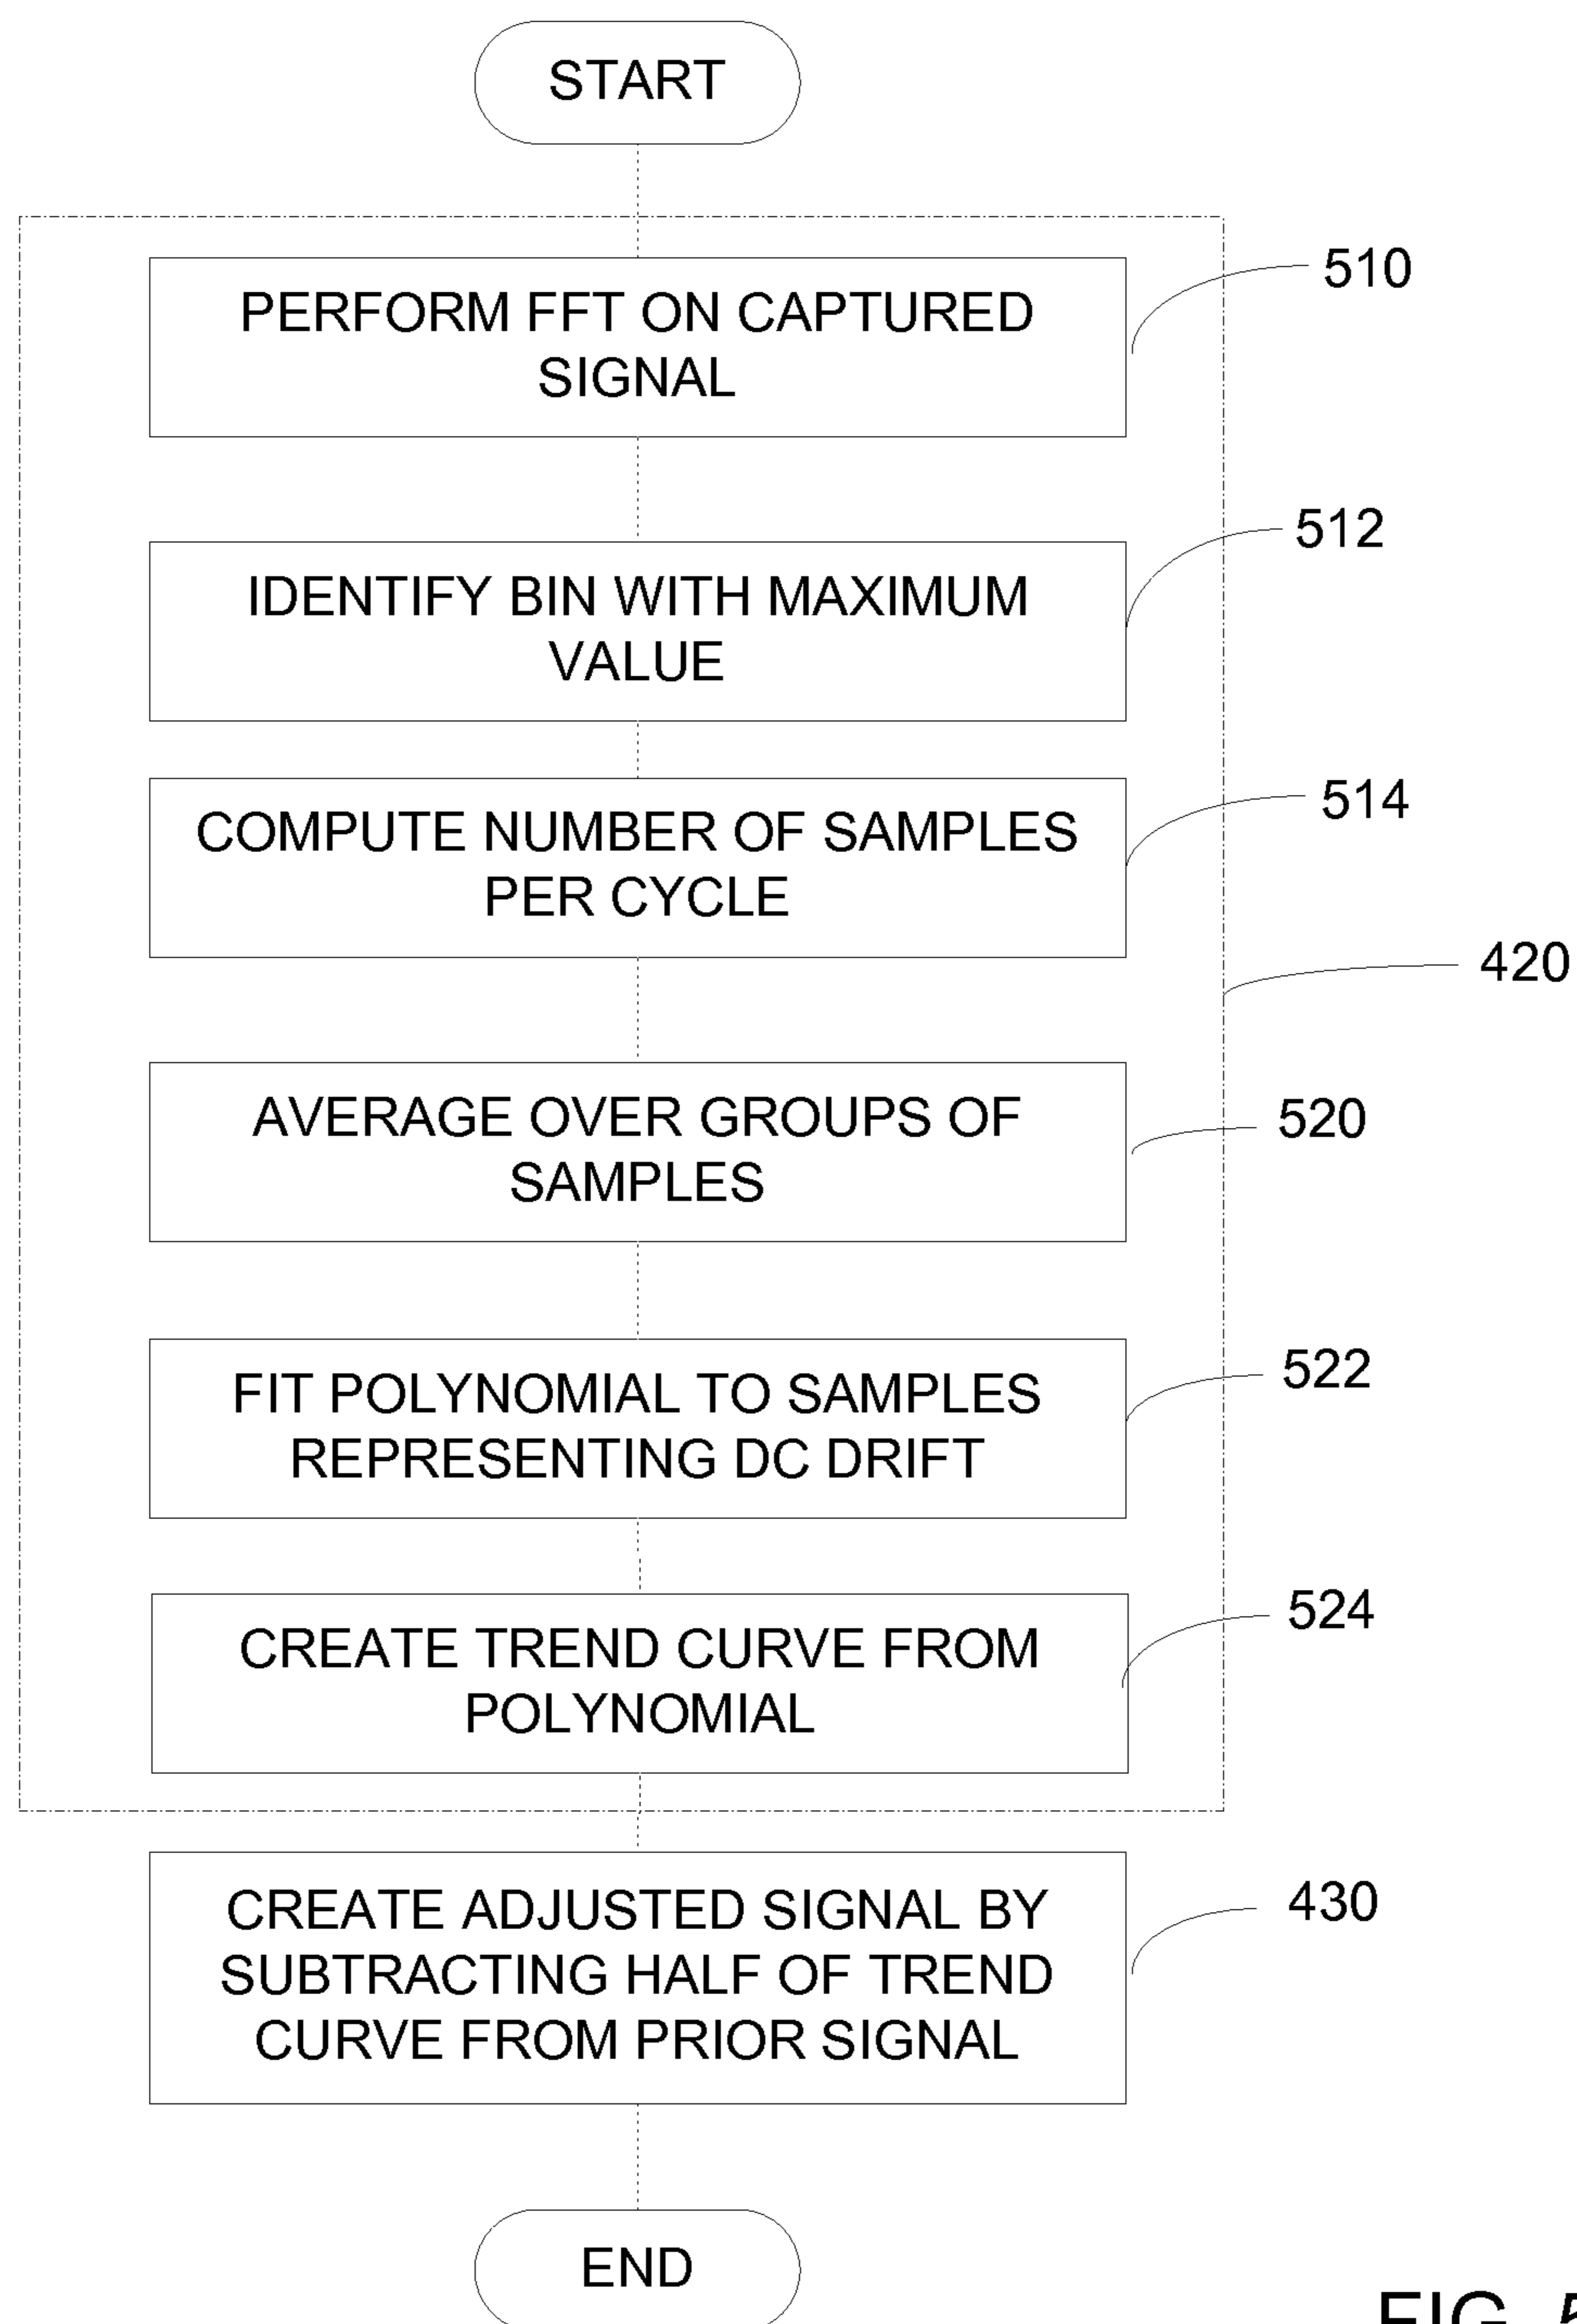 START
PERFORM FFT ON CAPTURED
SIGNAL
510
IDENTIFY BIN WITH MAXIMUM
VALUE
512
COMPUTE NUMBER OF SAMPLES
PER CYCLE
514
420
AVERAGE OVER GROUPS OF
SAMPLES
520
FIT POLYNOMIAL TO SAMPLES
REPRESENTING DC DRIFT
522
CREATE TREND CURVE FROM
POLYNOMIAL
524
CREATE ADJUSTED SIGNAL BY
SUBTRACTING HALF OF TREND
CURVE FROM PRIOR SIGNAL
430
END
FIG. 5